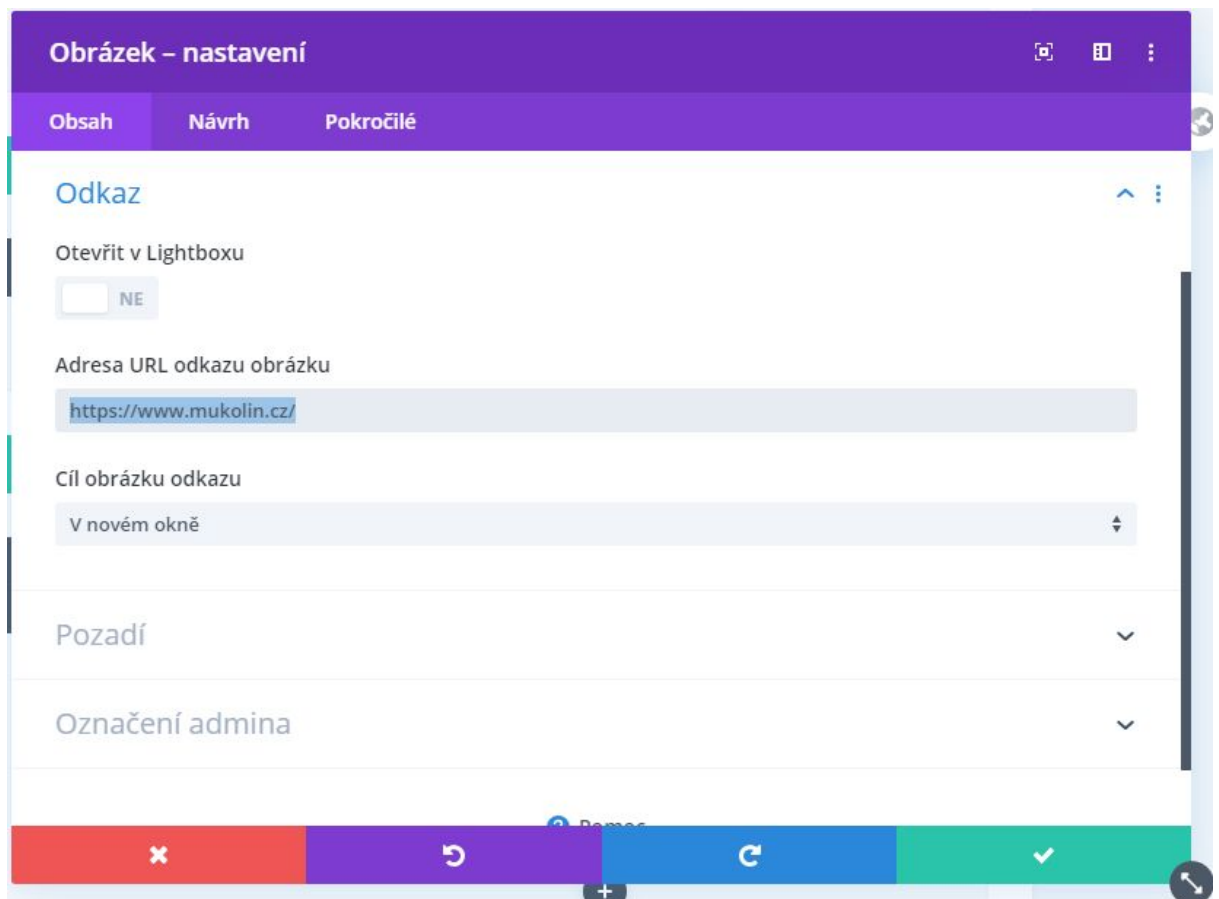 Obrázek – nastavení
Obsah Návrh Pokročilé
Odkaz
Otevřít v Lightboxu
NE
Adresa URL odkazu obrázku
https://www.mukolin.cz/
Cíl obrázku odkazu
V novém okně
Pozadí
Označení admina
Pomoc